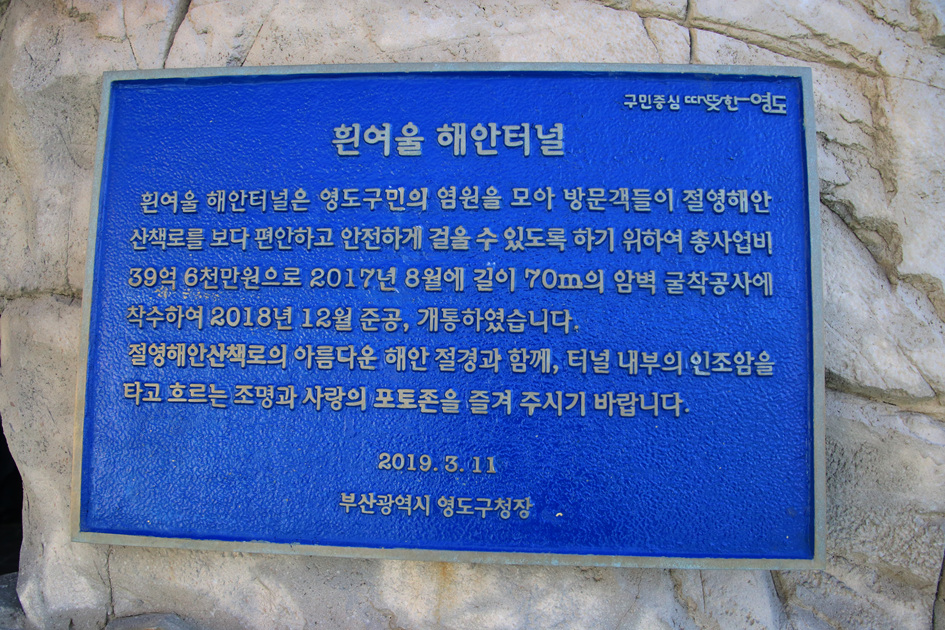 구민중심 따뜻한 영도
흰여울 해안터널
흰여울 해안터널은 영도구민의 염원을 모아 방문객들이 절영해안
산책로를 보다 편안하고 안전하게 걸을 수 있도록 하기 위하여 총사업비
39억 6천만원으로 2017년 8월에 길이 70m의 암벽 굴착공사에
착수하여 2018년 12월 준공, 개통하였습니다.
절영해안산책로의 아름다운 해안 절경과 함께, 터널 내부의 인조암을
타고 흐르는 조명과 사랑의 포토존을 즐겨 주시기 바랍니다.
2019. 3. 11
부산광역시 영도구청장